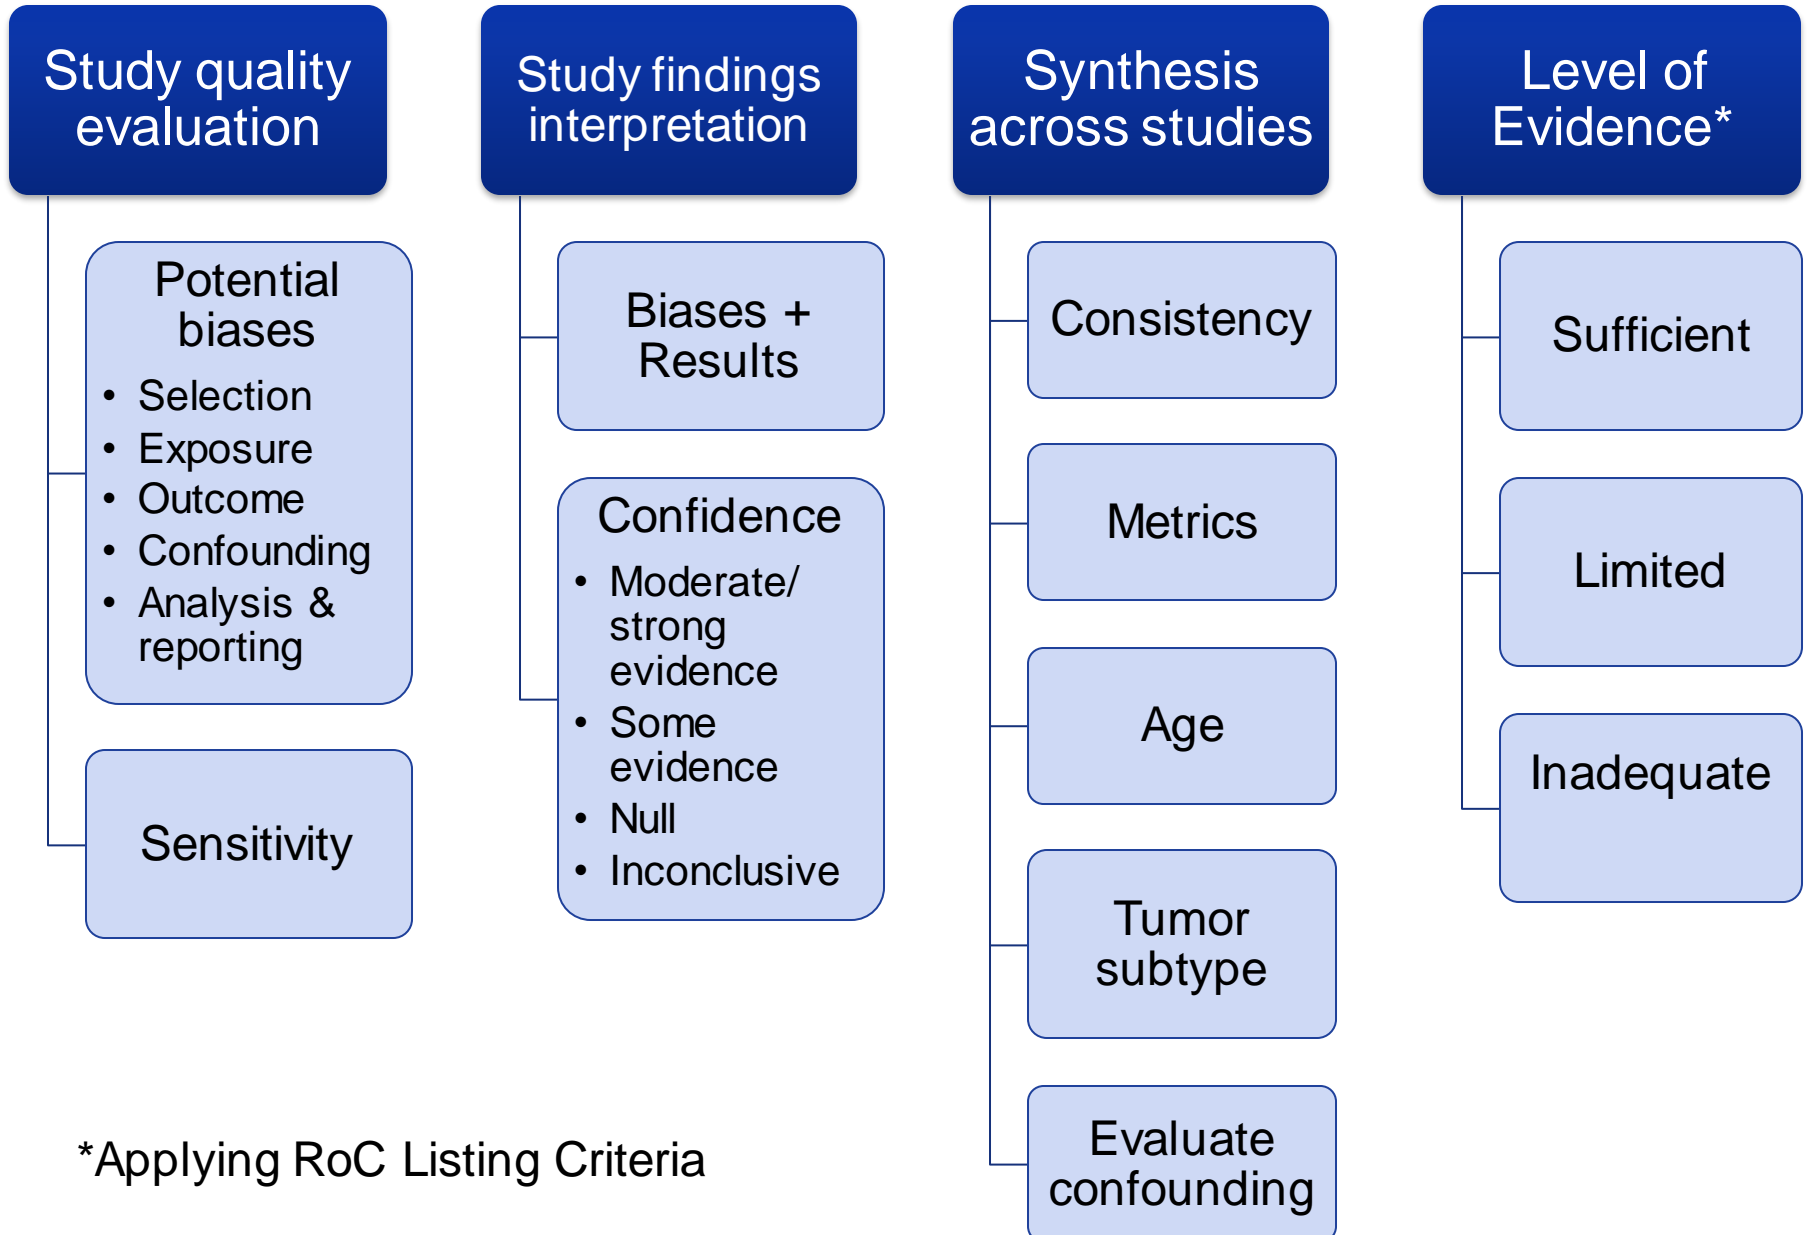 Study quality
evaluation
Potential
biases
• Selection
• Exposure
• Outcome
• Confounding
• Analysis &
reporting
Sensitivity
Study findings
interpretation
Biases +
Results
Confidence
• Moderate/
strong
evidence
• Some
evidence
• Null
• Inconclusive
Synthesis
across studies
Consistency
Metrics
Age
Tumor
subtype
Evaluate
confounding
Level of
Evidence*
Sufficient
Limited
Inadequate
*Applying RoC Listing Criteria